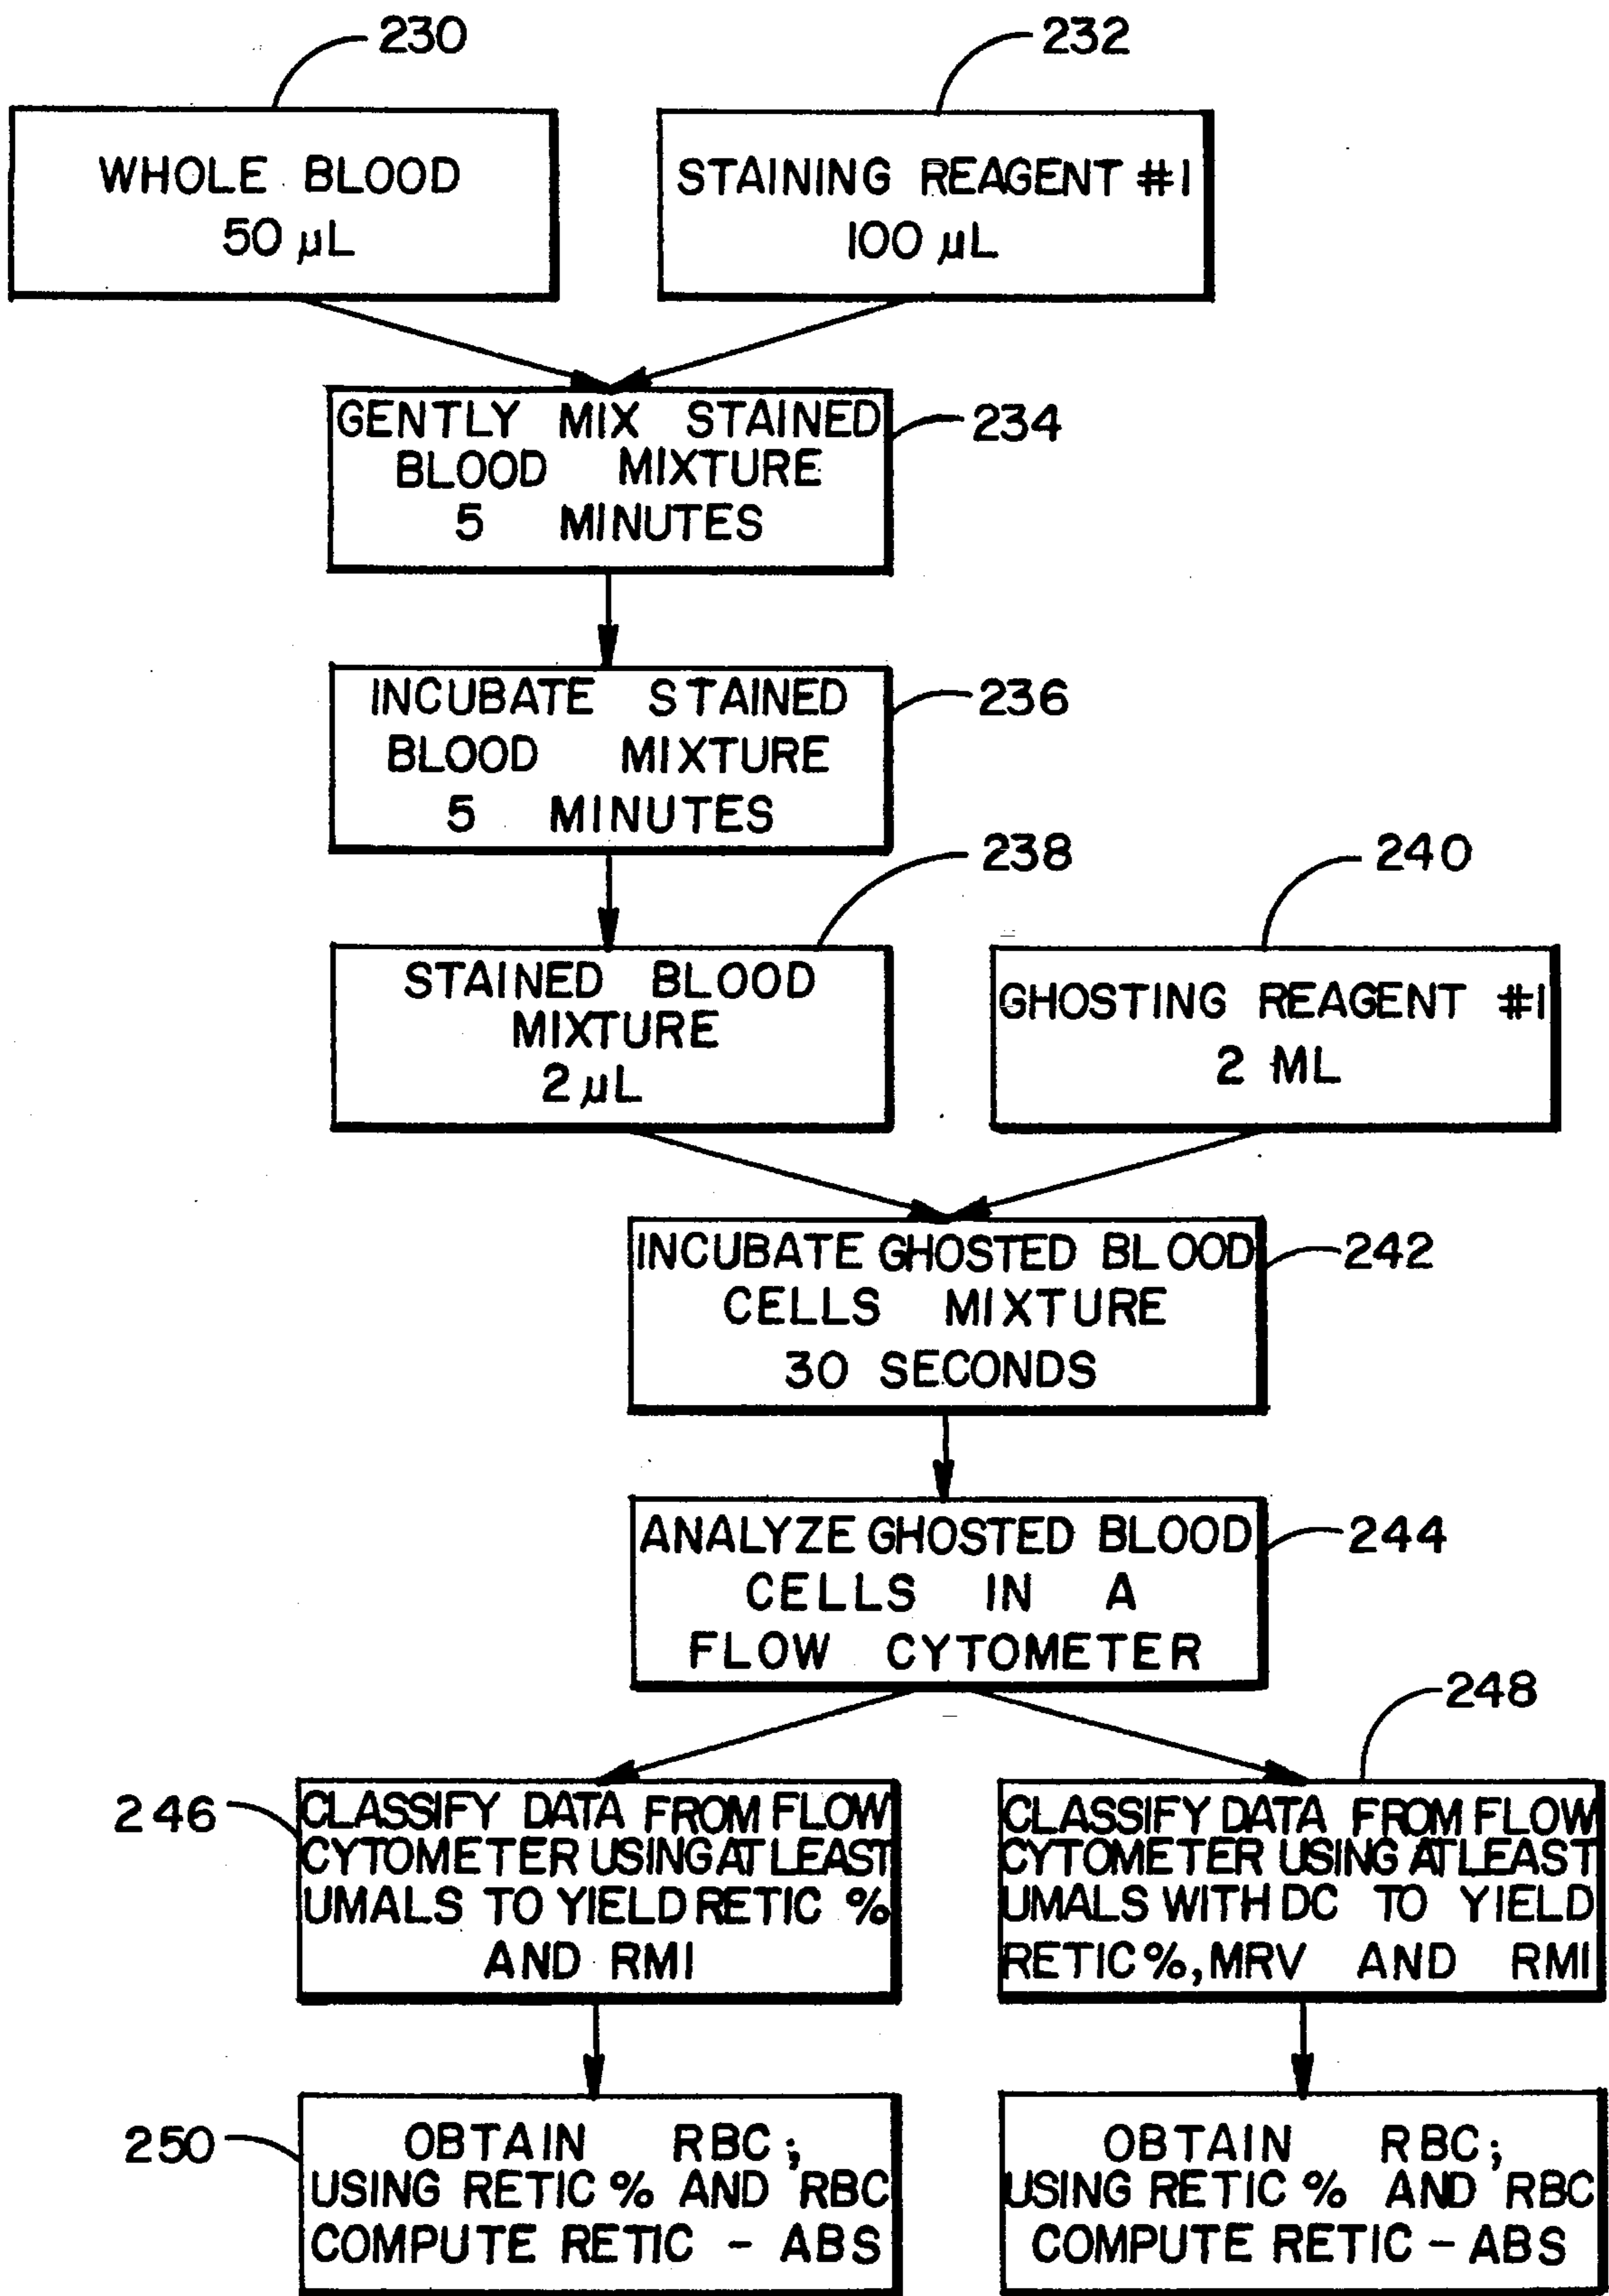 230
232
WHOLE BLOOD
50 µL
STAINING REAGENT #1
100 µL
GENTLY MIX STAINED
BLOOD MIXTURE
5 MINUTES
234
INCUBATE STAINED
BLOOD MIXTURE
5 MINUTES
236
238
240
STAINED BLOOD
MIXTURE
2 µL
GHOSTING REAGENT #1
2 ML
INCUBATE GHOSTED BLOOD
CELLS MIXTURE
30 SECONDS
242
ANALYZE GHOSTED BLOOD
CELLS IN A
FLOW CYTOMETER
244
248
246
CLASSIFY DATA FROM FLOW
CYTOMETER USING AT LEAST
UMALS TO YIELD RETIC %
AND RMI
CLASSIFY DATA FROM FLOW
CYTOMETER USING AT LEAST
UMALS WITH DC TO YIELD
RETIC %, MRV AND RMI
250
OBTAIN RBC;
USING RETIC % AND RBC
COMPUTE RETIC - ABS
OBTAIN RBC;
USING RETIC % AND RBC
COMPUTE RETIC - ABS